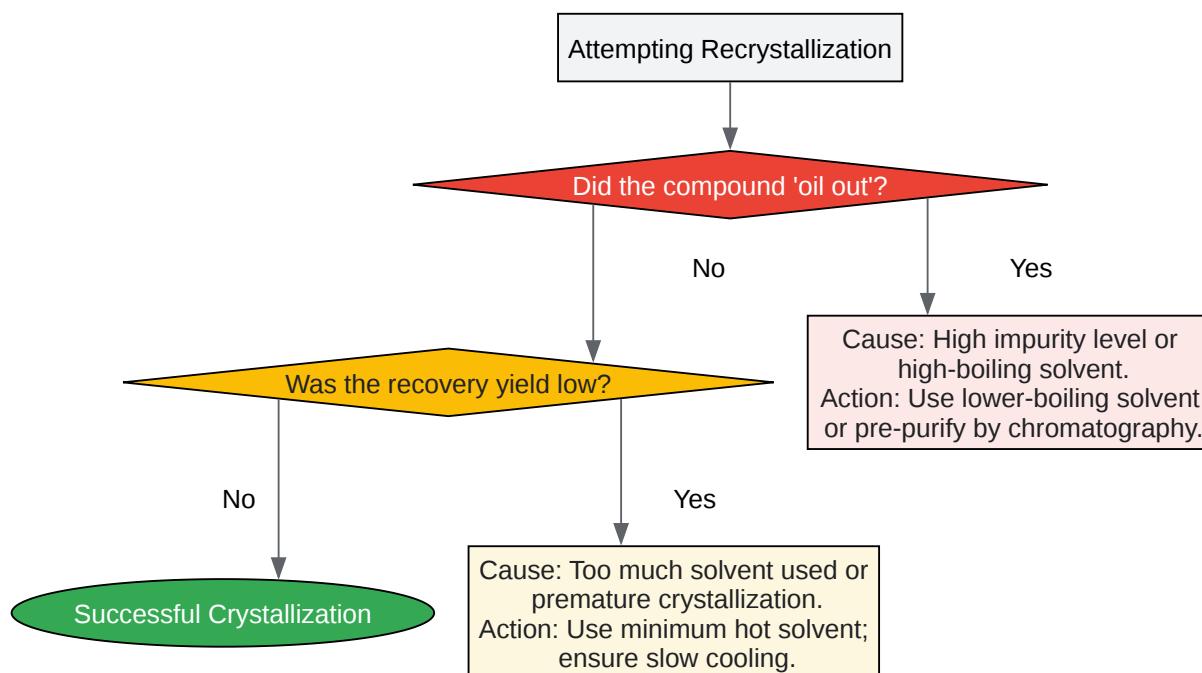 Attempting Recrystallization
Did the compound 'oil out'?
No
Yes
Cause: High impurity level or
high-boiling solvent.
Action: Use lower-boiling solvent
or pre-purify by chromatography.
Was the recovery yield low?
No
Yes
Successful Crystallization
Cause: Too much solvent used or
premature crystallization.
Action: Use minimum hot solvent;
ensure slow cooling.